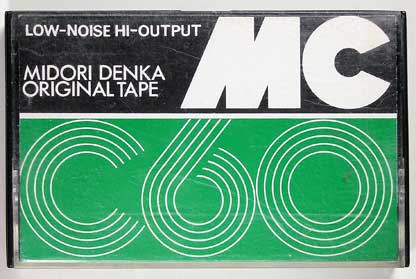 LOW-NOISE HI-OUTPUT
MC
MIDORI DENKA
ORIGINAL TAPE
C60